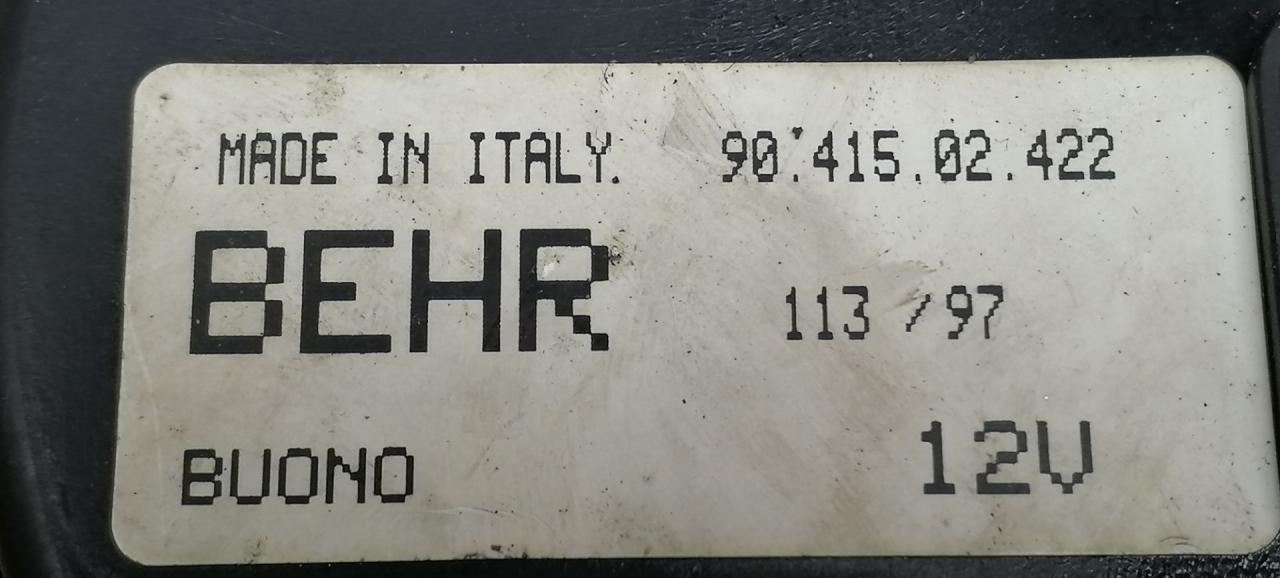 MADE IN ITALY. 90.415.02.422
BEHR 113 /97
BUONO 12V